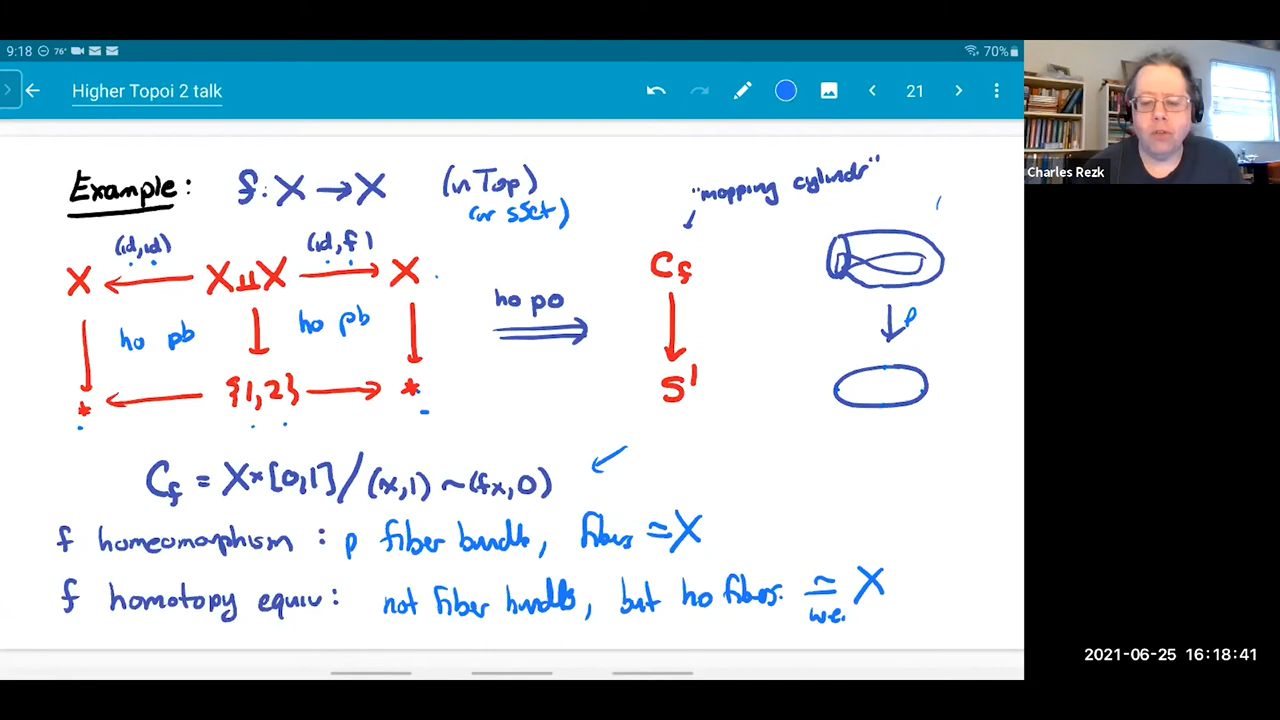 9:18 76° 70%
Higher Topoi 2 talk 21
Charles Rezk
Example: f: X → X (in Top)
(or sSet)
"mapping cylinder"
(id,id) (id,f)
X ← X ⨿ X → X
ho pb ho pb
ho po
⇒
C_f
↓
S¹
p
* ← {1,2} → *
C_f = X×[0,1] / (x,1) ~ (fx,0)
f homeomorphism : p fiber bundle, fibers ≃ X
f homotopy equiv : not fiber bundle, but ho fibers ≃ X
w.e.
2021-06-25 16:18:41